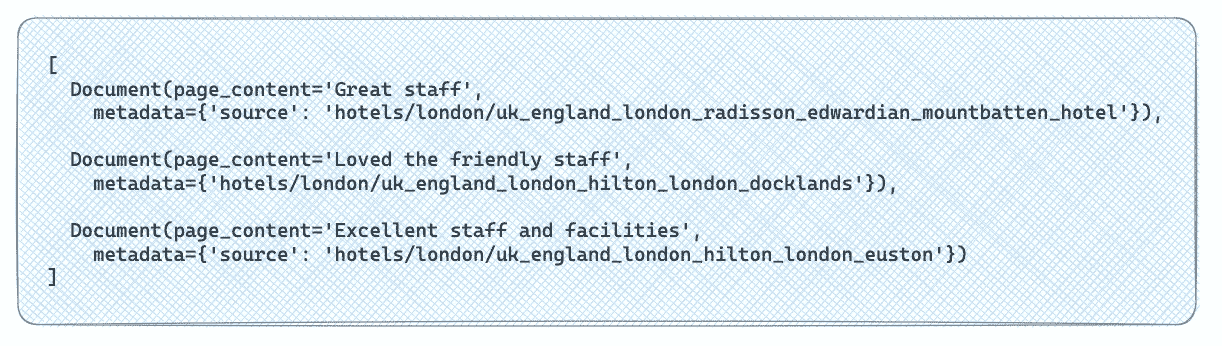 [
Document(page_content='Great staff',
metadata={'source': 'hotels/london/uk_england_london_radisson_edwardian_mountbatten_hotel'}),
Document(page_content='Loved the friendly staff',
metadata={'hotels/london/uk_england_london_hilton_london_docklands'}),
Document(page_content='Excellent staff and facilities',
metadata={'source': 'hotels/london/uk_england_london_hilton_london_euston'})
]